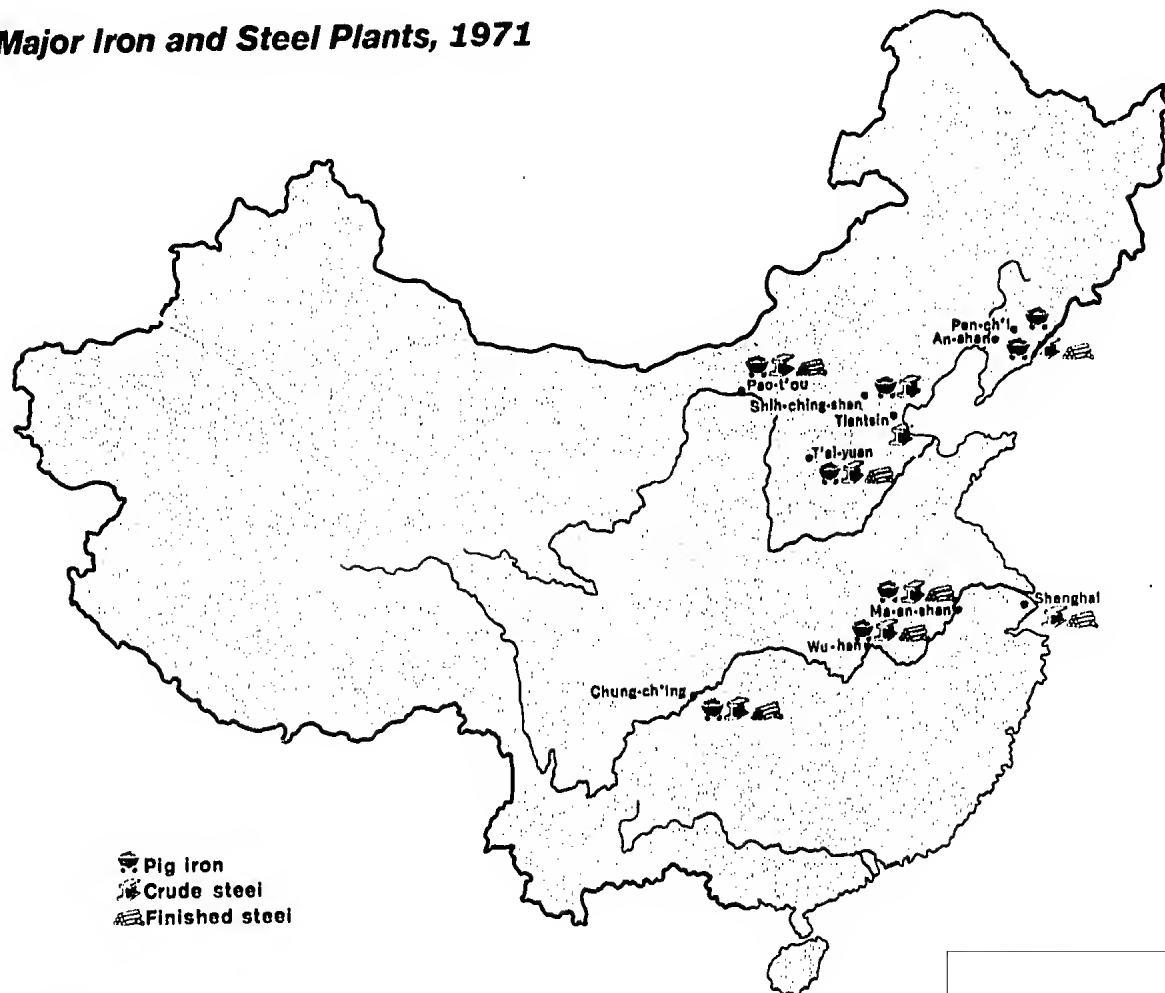 Major Iron and Steel Plants, 1971
Pen-ch'i
An-shan
Pao-t'ou
Shih-ching-shan
Tientsin
T'ai-yuan
Ma-an-shan
Shanghai
Wu-han
Chung-ch'ing
Pig iron
Crude steel
Finished steel